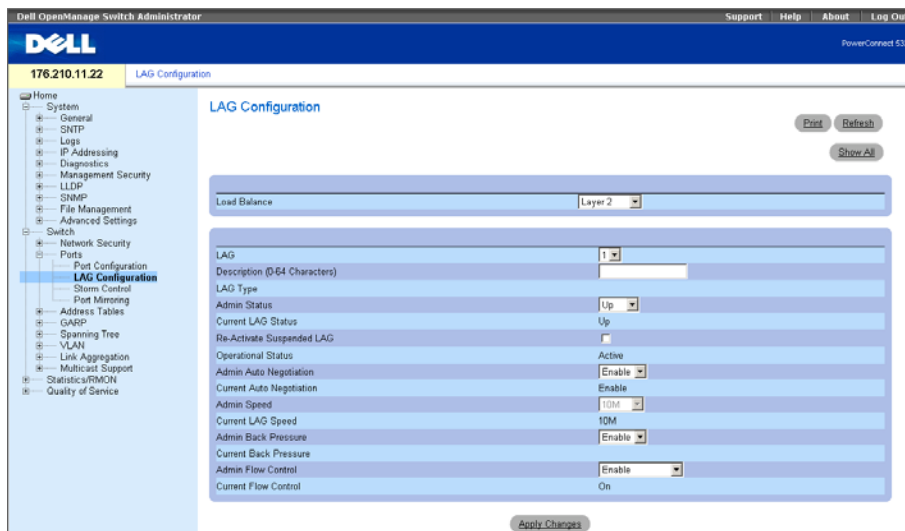 Dell OpenManage Switch Administrator
Support Help About Log Ou
DELL
PowerConnect 53
176.210.11.22
LAG Configuration
Home
System
General
SNTP
Logs
IP Addressing
Diagnostics
Management Security
LLDP
SNMP
File Management
Advanced Settings
Switch
Network Security
Ports
Port Configuration
LAG Configuration
Storm Control
Port Mirroring
Address Tables
GARP
Spanning Tree
VLAN
Link Aggregation
Multicast Support
Statistics/RMON
Quality of Service
LAG Configuration
Print Refresh
Show All
Load Balance Layer 2
LAG 1
Description (0-64 Characters)
LAG Type
Admin Status Up
Current LAG Status Up
Re-Activate Suspended LAG
Operational Status Active
Admin Auto Negotiation Enable
Current Auto Negotiation Enable
Admin Speed 10M
Current LAG Speed 10M
Admin Back Pressure Enable
Current Back Pressure
Admin Flow Control Enable
Current Flow Control On
Apply Changes